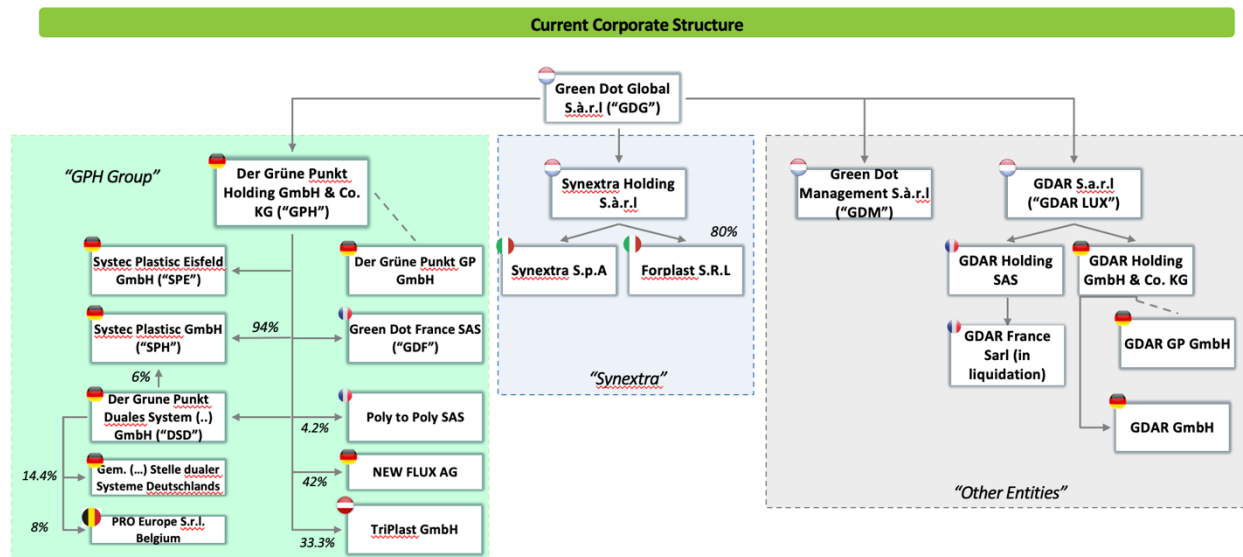 Current Corporate Structure
Green Dot Global
S.à.r.l ("GDG")
"GPH Group"
Der Grüne Punkt
Holding GmbH & Co.
KG ("GPH")
Systec Plastisc Eisfeld
GmbH ("SPE")
Der Grüne Punkt GP
GmbH
Systec Plastisc GmbH
("SPH")
94%
Green Dot France SAS
("GDF")
6%
Der Grune Punkt
Duales System (..)
GmbH ("DSD")
4.2%
Poly to Poly SAS
14.4%
Gem. (...) Stelle dualer
Systeme Deutschlands
42%
NEW FLUX AG
8%
PRO Europe S.r.l.
Belgium
33.3%
TriPlast GmbH
Synextra Holding
S.à.r.l
80%
Synextra S.p.A
Forplast S.R.L
"Synextra"
Green Dot
Management S.à.r.l
("GDM")
GDAR S.a.r.l
("GDAR LUX")
GDAR Holding
SAS
GDAR Holding
GmbH & Co. KG
GDAR France
Sarl (in
liquidation)
GDAR GP GmbH
GDAR GmbH
"Other Entities"